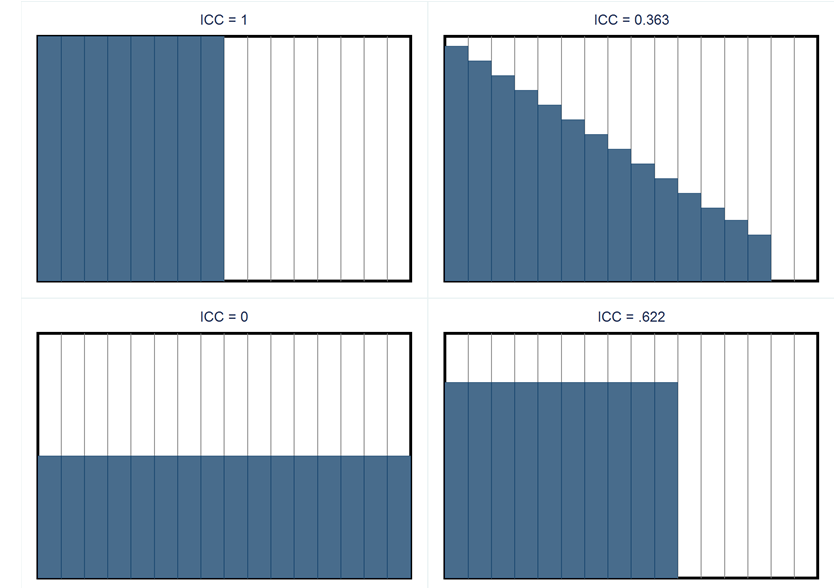 ICC = 1
ICC = 0.363
ICC = 0
ICC = .622